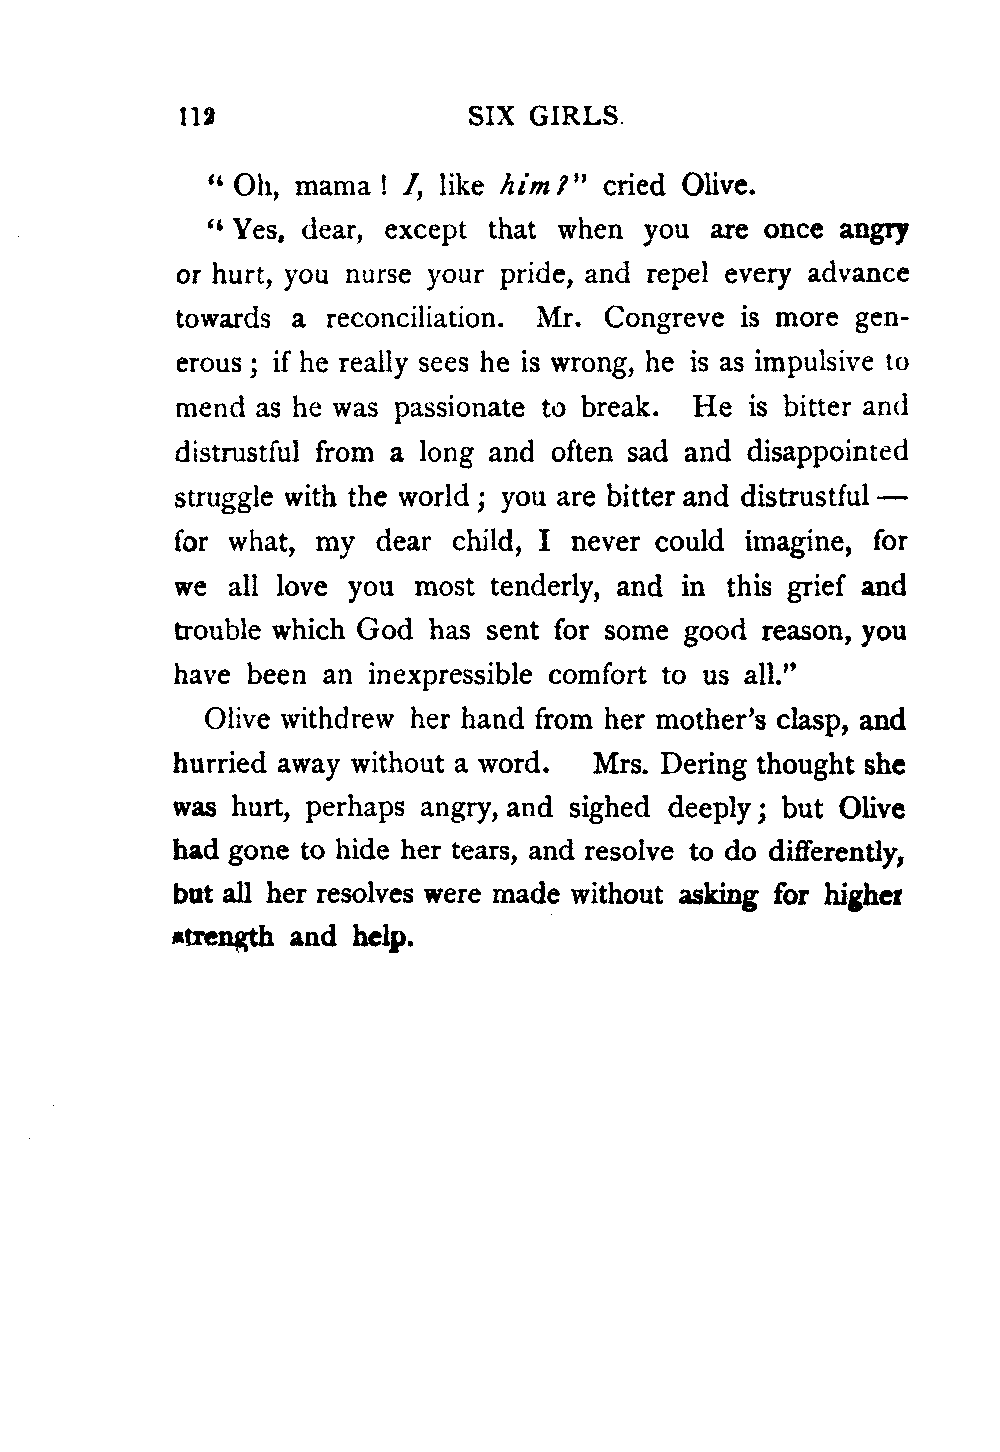 112 SIX GIRLS.
“ Oh, mama ! I, like him?” cried Olive.
“ Yes, dear, except that when you are once angry
or hurt, you nurse your pride, and repel every advance
towards a reconciliation. Mr. Congreve is more gen-
erous ; if he really sees he is wrong, he is as impulsive to
mend as he was passionate to break. He is bitter and
distrustful from a long and often sad and disappointed
struggle with the world ; you are bitter and distrustful —
for what, my dear child, I never could imagine, for
we all love you most tenderly, and in this grief and
trouble which God has sent for some good reason, you
have been an inexpressible comfort to us all.”
Olive withdrew her hand from her mother’s clasp, and
hurried away without a word. Mrs. Dering thought she
was hurt, perhaps angry, and sighed deeply ; but Olive
had gone to hide her tears, and resolve to do differently,
but all her resolves were made without asking for higher
strength and help.